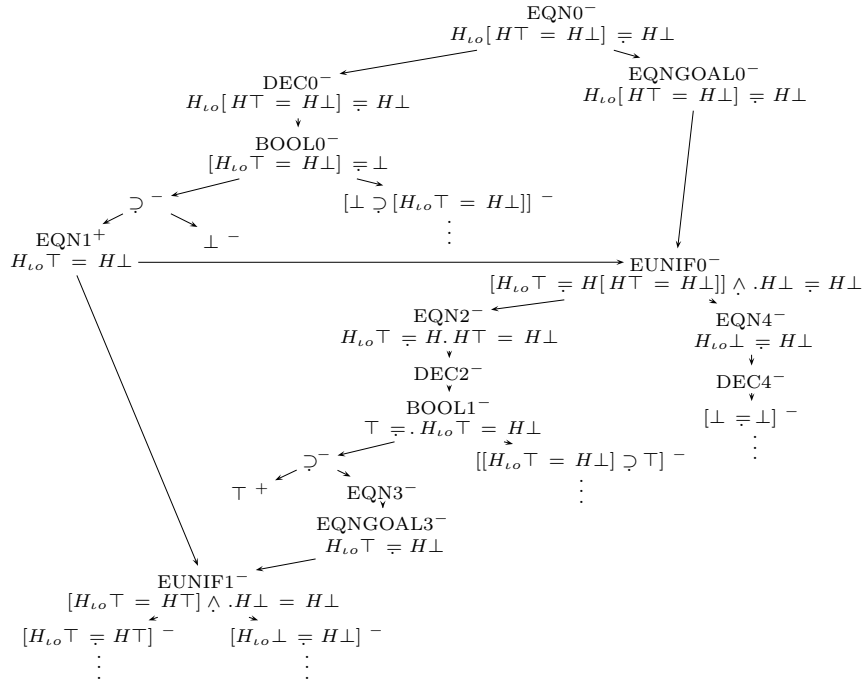 EQN0⁻
H_{ιo}[ H⊤ = H⊥] ≐ H⊥
DEC0⁻
H_{ιo}[ H⊤ = H⊥] ≐ H⊥
EQNGOAL0⁻
H_{ιo}[ H⊤ = H⊥] ≐ H⊥
BOOL0⁻
[H_{ιo}⊤ = H⊥] ≐ ⊥
⊃̣ ⁻
[⊥ ⊃̣ [H_{ιo}⊤ = H⊥]] ⁻
⋮
EQN1⁺
H_{ιo}⊤ = H⊥
⊥ ⁻
EUNIF0⁻
[H_{ιo}⊤ ≐ H[ H⊤ = H⊥]] ∧̣ .H⊥ ≐ H⊥
EQN2⁻
H_{ιo}⊤ ≐ H. H⊤ = H⊥
EQN4⁻
H_{ιo}⊥ ≐ H⊥
DEC2⁻
DEC4⁻
BOOL1⁻
⊤ ≐ . H_{ιo}⊤ = H⊥
[⊥ ≐ ⊥] ⁻
⋮
⊃̣⁻
[[H_{ιo}⊤ = H⊥] ⊃̣ ⊤] ⁻
⋮
⊤ ⁺
EQN3⁻
EQNGOAL3⁻
H_{ιo}⊤ ≐ H⊥
EUNIF1⁻
[H_{ιo}⊤ = H⊤] ∧̣ .H⊥ = H⊥
[H_{ιo}⊤ ≐ H⊤] ⁻
⋮
[H_{ιo}⊥ ≐ H⊥] ⁻
⋮